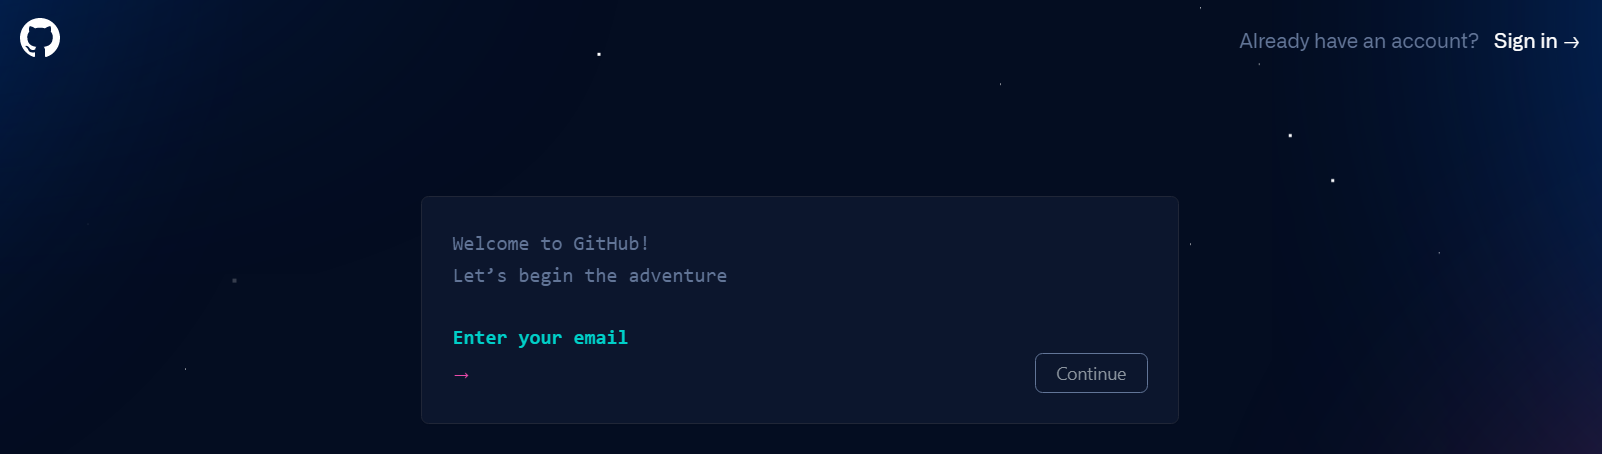 Already have an account? Sign in →
Welcome to GitHub!
Let’s begin the adventure
Enter your email
→
Continue